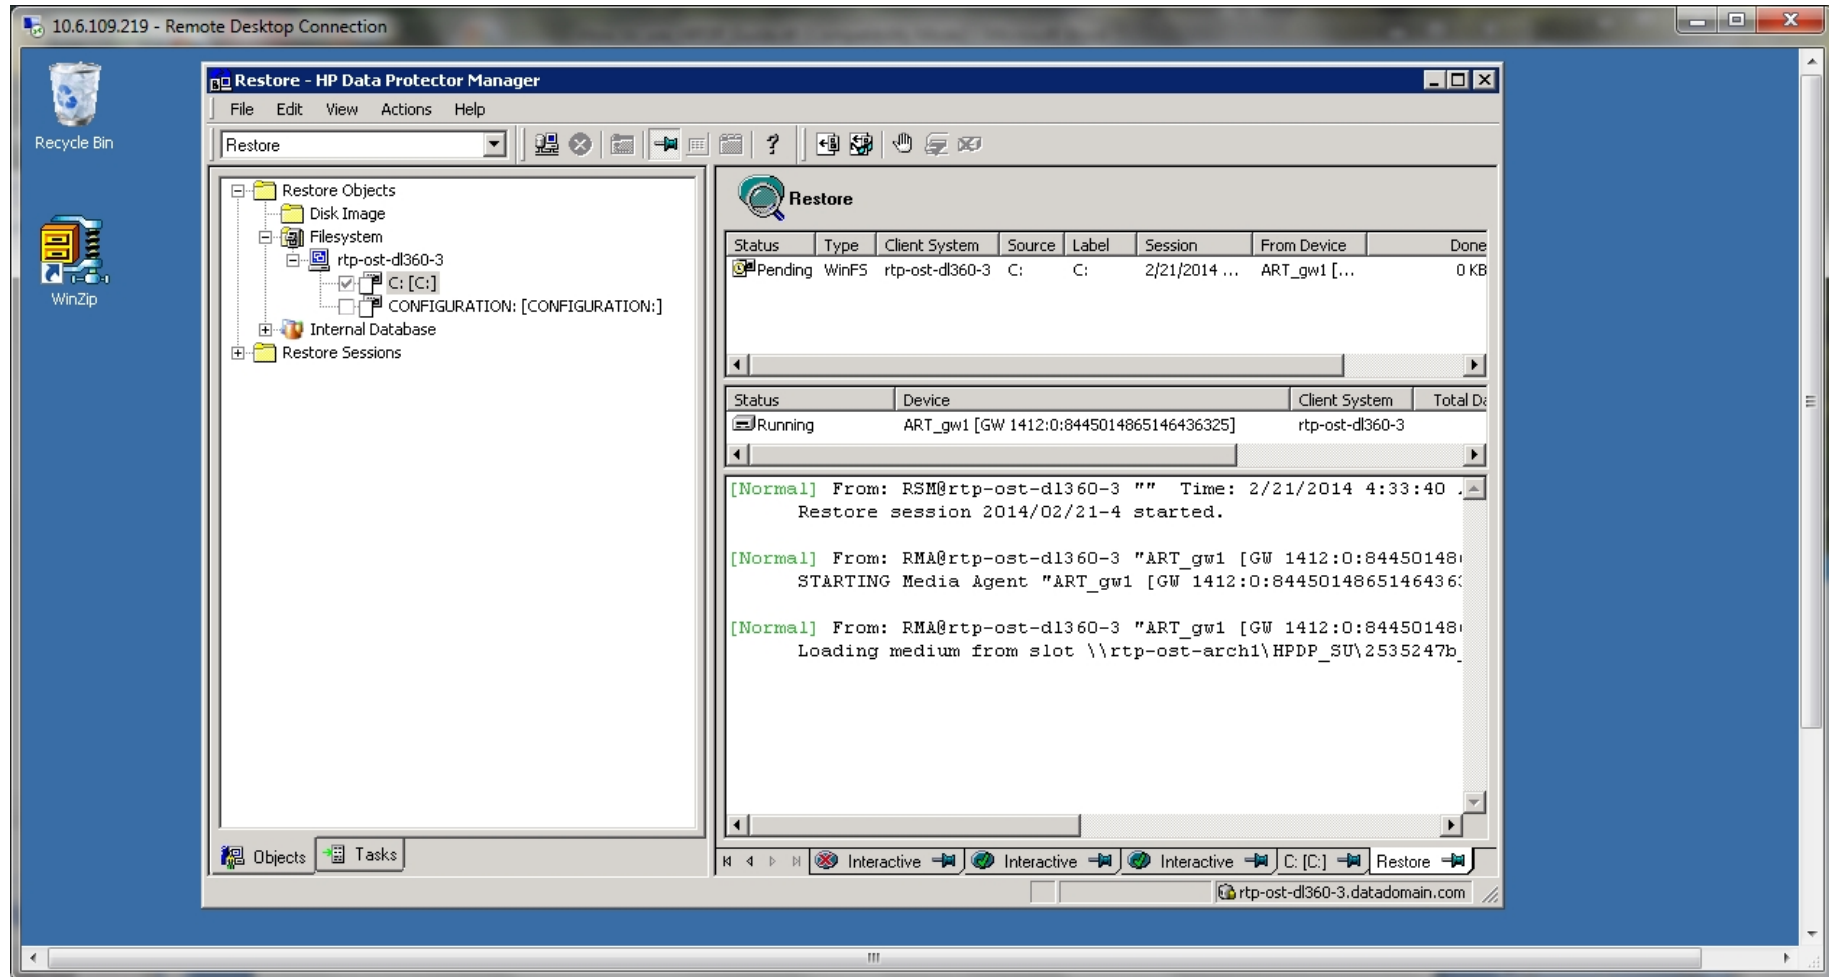 10.6.109.219 - Remote Desktop Connection
Recycle Bin
WinZip
Restore - HP Data Protector Manager
File Edit View Actions Help
Restore
Restore Objects
Disk Image
Filesystem
rtp-ost-dl360-3
C: [C:]
CONFIGURATION: [CONFIGURATION:]
Internal Database
Restore Sessions
Objects Tasks
Restore
Status Type Client System Source Label Session From Device Done
Pending WinFS rtp-ost-dl360-3 C: C: 2/21/2014 ... ART_gw1 [... 0 KB
Status Device Client System Total Da
Running ART_gw1 [GW 1412:0:8445014865146436325] rtp-ost-dl360-3
[Normal] From: RSM@rtp-ost-dl360-3 "" Time: 2/21/2014 4:33:40
Restore session 2014/02/21-4 started.
[Normal] From: RMA@rtp-ost-dl360-3 "ART_gw1 [GW 1412:0:84450148
STARTING Media Agent "ART_gw1 [GW 1412:0:8445014865146436
[Normal] From: RMA@rtp-ost-dl360-3 "ART_gw1 [GW 1412:0:84450148
Loading medium from slot \\rtp-ost-arch1\HPDP_SU\2535247b_
Interactive Interactive Interactive C: [C:] Restore
rtp-ost-dl360-3.datadomain.com